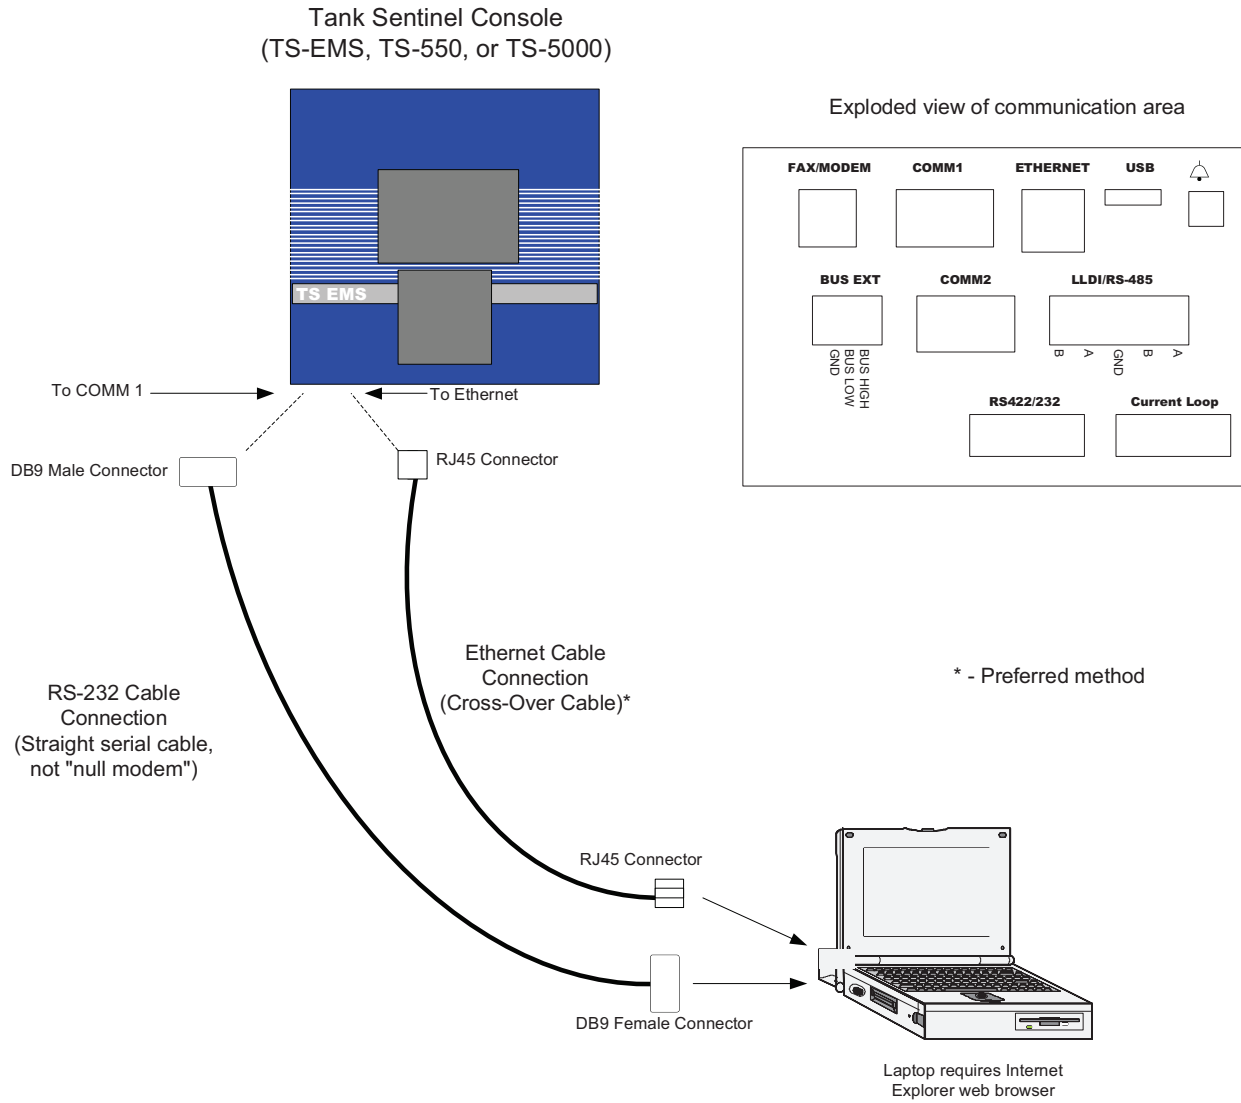 Tank Sentinel Console
(TS-EMS, TS-550, or TS-5000)
Exploded view of communication area
FAX/MODEM
COMM1
ETHERNET
USB
BUS EXT
COMM2
LLDI/RS-485
GND
BUS LOW
BUS HIGH
B
A
GND
B
A
RS422/232
Current Loop
TS EMS
To COMM 1
To Ethernet
DB9 Male Connector
RJ45 Connector
Ethernet Cable
Connection
(Cross-Over Cable)*
* - Preferred method
RS-232 Cable
Connection
(Straight serial cable,
not "null modem")
RJ45 Connector
DB9 Female Connector
Laptop requires Internet
Explorer web browser